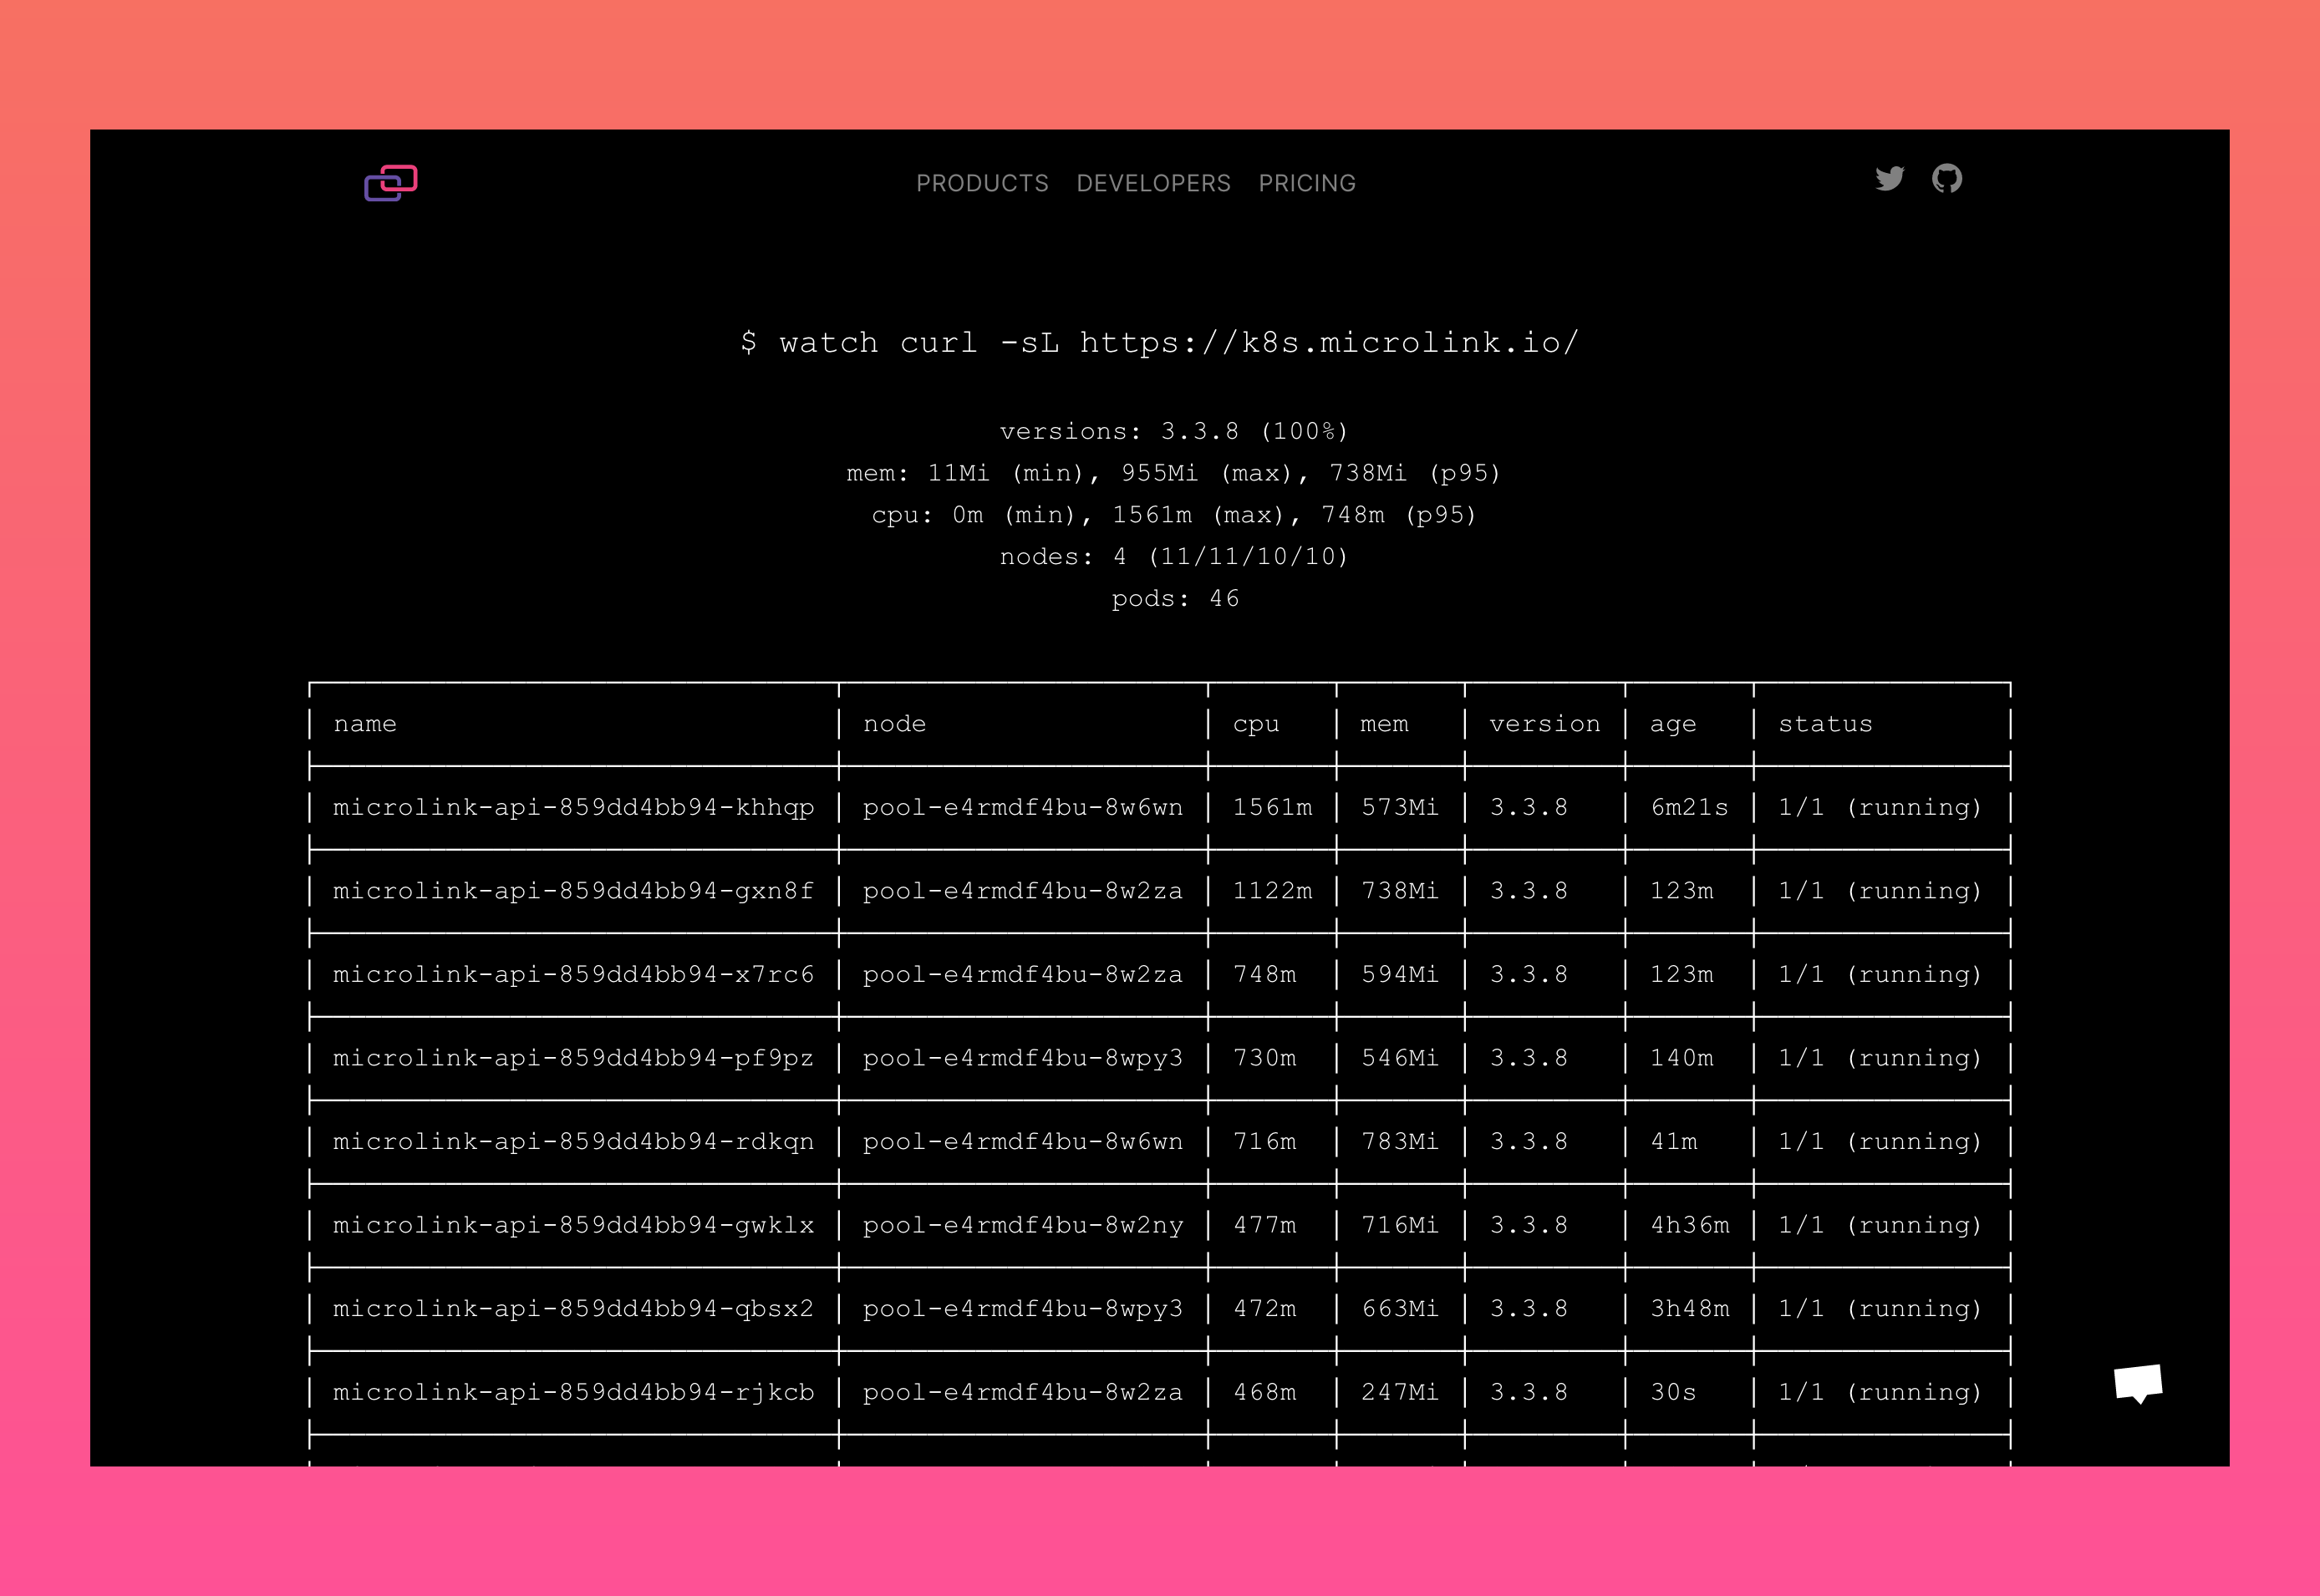 PRODUCTS DEVELOPERS PRICING
$ watch curl -sL https://k8s.microlink.io/
versions: 3.3.8 (100%)
mem: 11Mi (min), 955Mi (max), 738Mi (p95)
cpu: 0m (min), 1561m (max), 748m (p95)
nodes: 4 (11/11/10/10)
pods: 46
name node cpu mem version age status
microlink-api-859dd4bb94-khhqp pool-e4rmdf4bu-8w6wn 1561m 573Mi 3.3.8 6m21s 1/1 (running)
microlink-api-859dd4bb94-gxn8f pool-e4rmdf4bu-8w2za 1122m 738Mi 3.3.8 123m 1/1 (running)
microlink-api-859dd4bb94-x7rc6 pool-e4rmdf4bu-8w2za 748m 594Mi 3.3.8 123m 1/1 (running)
microlink-api-859dd4bb94-pf9pz pool-e4rmdf4bu-8wpy3 730m 546Mi 3.3.8 140m 1/1 (running)
microlink-api-859dd4bb94-rdkqn pool-e4rmdf4bu-8w6wn 716m 783Mi 3.3.8 41m 1/1 (running)
microlink-api-859dd4bb94-gwklx pool-e4rmdf4bu-8w2ny 477m 716Mi 3.3.8 4h36m 1/1 (running)
microlink-api-859dd4bb94-qbsx2 pool-e4rmdf4bu-8wpy3 472m 663Mi 3.3.8 3h48m 1/1 (running)
microlink-api-859dd4bb94-rjkcb pool-e4rmdf4bu-8w2za 468m 247Mi 3.3.8 30s 1/1 (running)